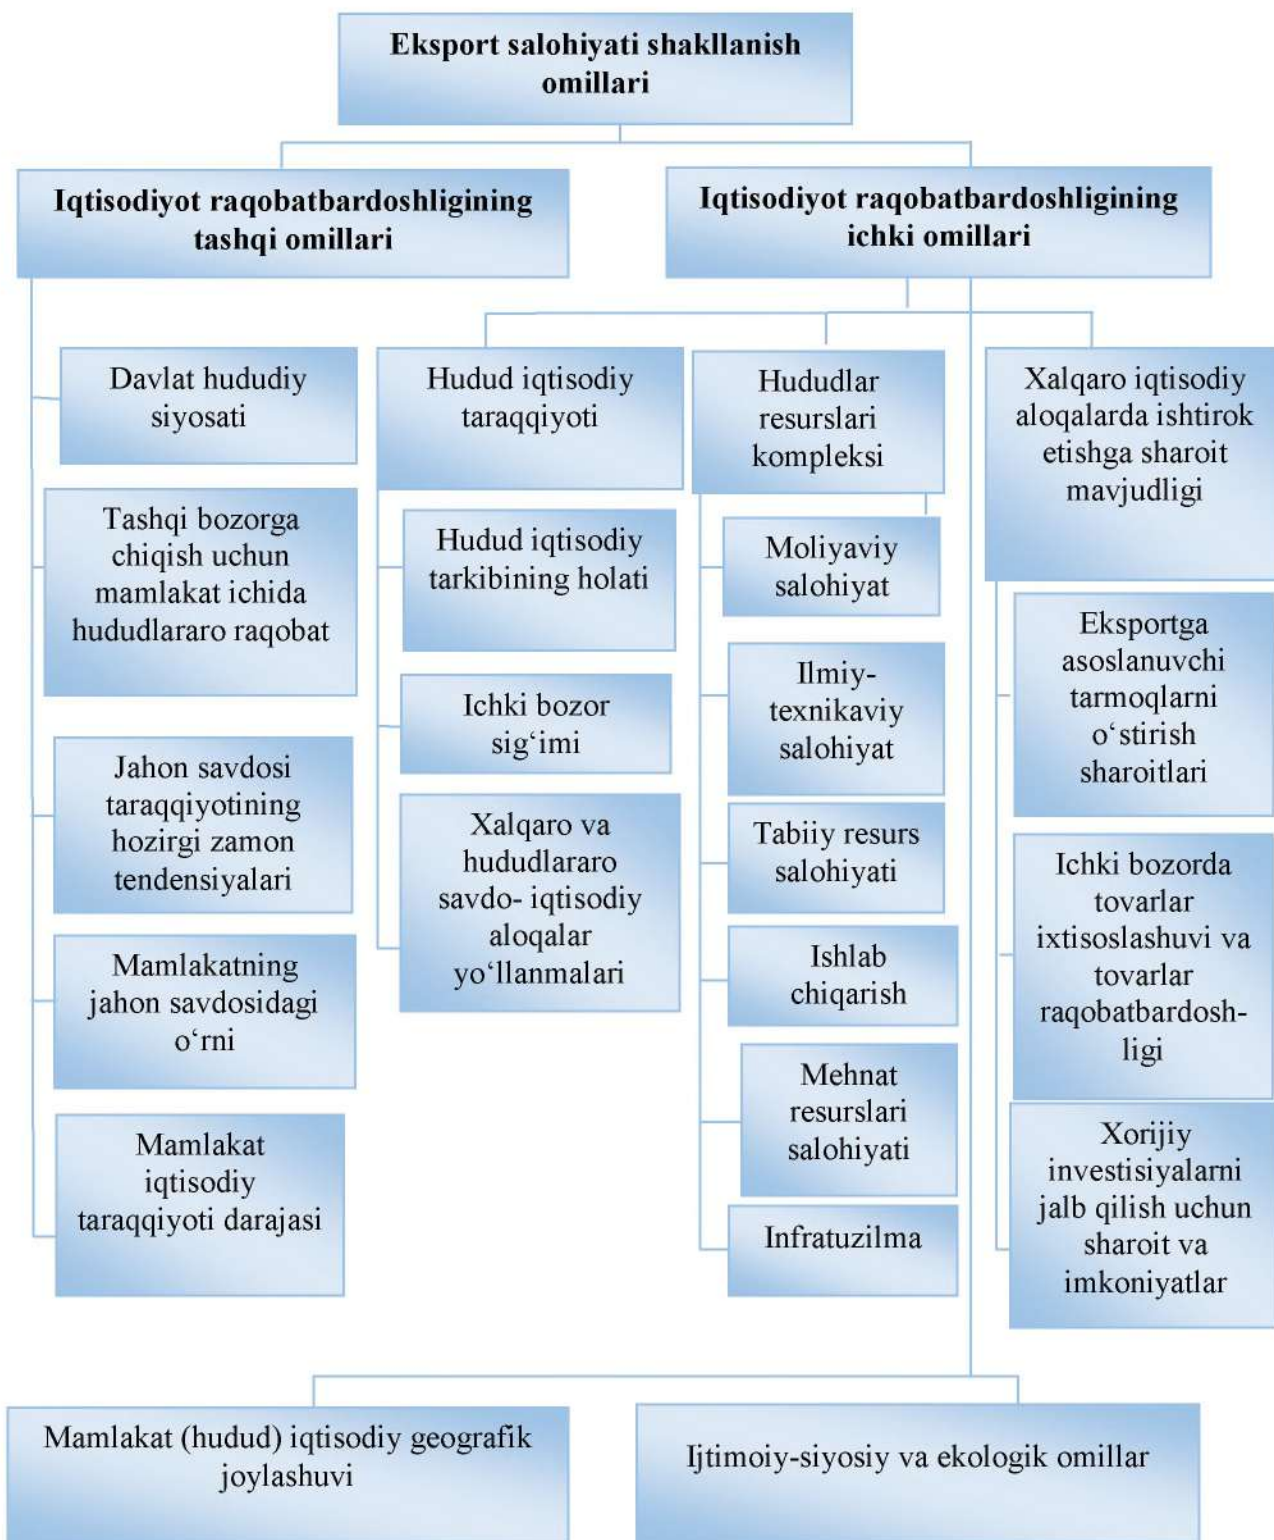 Eksport salohiyati shakllanish
omillari
Iqtisodiyot raqobatbardoshligining
tashqi omillari
Davlat hududiy
siyosati
Tashqi bozorga
chiqish uchun
mamlakat ichida
hududlararo raqobat
Jahon savdosi
taraqqiyotining
hozirgi zamon
tendensiyalari
Mamlakatning
jahon savdosidagi
o‘rni
Mamlakat
iqtisodiy
taraqqiyoti darajasi
Iqtisodiyot raqobatbardoshligining
ichki omillari
Hudud iqtisodiy
taraqqiyoti
Hudud iqtisodiy
tarkibining holati
Ichki bozor
sig‘imi
Xalqaro va
hududlararo
savdo- iqtisodiy
aloqalar
yo‘llanmalari
Hududlar
resurslari
kompleksi
Moliyaviy
salohiyat
Ilmiy-
texnikaviy
salohiyat
Tabiiy resurs
salohiyati
Ishlab
chiqarish
Mehnat
resurslari
salohiyati
Infratuzilma
Xalqaro iqtisodiy
aloqalarda ishtirok
etishga sharoit
mavjudligi
Eksportga
asoslanuvchi
tarmoqlarni
o‘stirish
sharoitlari
Ichki bozorda
tovarlar
ixtisoslashuvi va
tovarlar
raqobatbardosh-
ligi
Xorijiy
investisiyalarni
jalb qilish uchun
sharoit va
imkoniyatlar
Mamlakat (hudud) iqtisodiy geografik
joylashuvi
Ijtimoiy-siyosiy va ekologik omillar